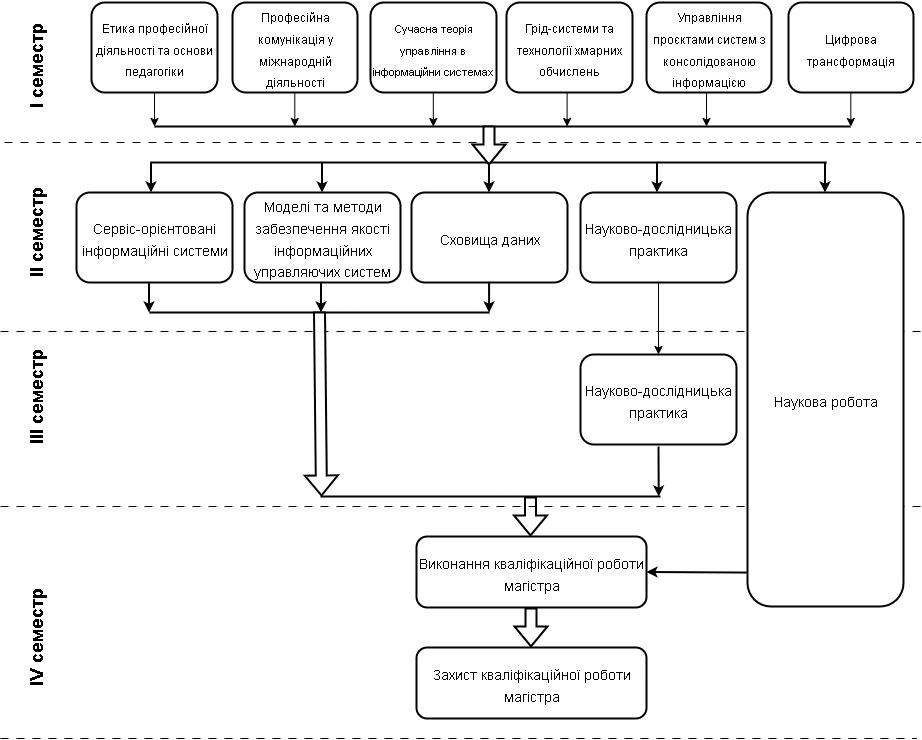 I семестр
Етика професійної
діяльності та основи
педагогіки
Професійна
комунікація у
міжнародній
діяльності
Сучасна теорія
управління в
інформаційни системах
Грід-системи та
технології хмарних
обчислень
Управління
проєктами систем з
консолідованою
інформацією
Цифрова
трансформація
II семестр
Сервіс-орієнтовані
інформаційні системи
Моделі та методи
забезпечення якості
інформаційних
управляючих систем
Сховища даних
Науково-дослідницька
практика
Наукова робота
III семестр
Науково-дослідницька
практика
IV семестр
Виконання кваліфікаційної роботи
магістра
Захист кваліфікаційної роботи
магістра